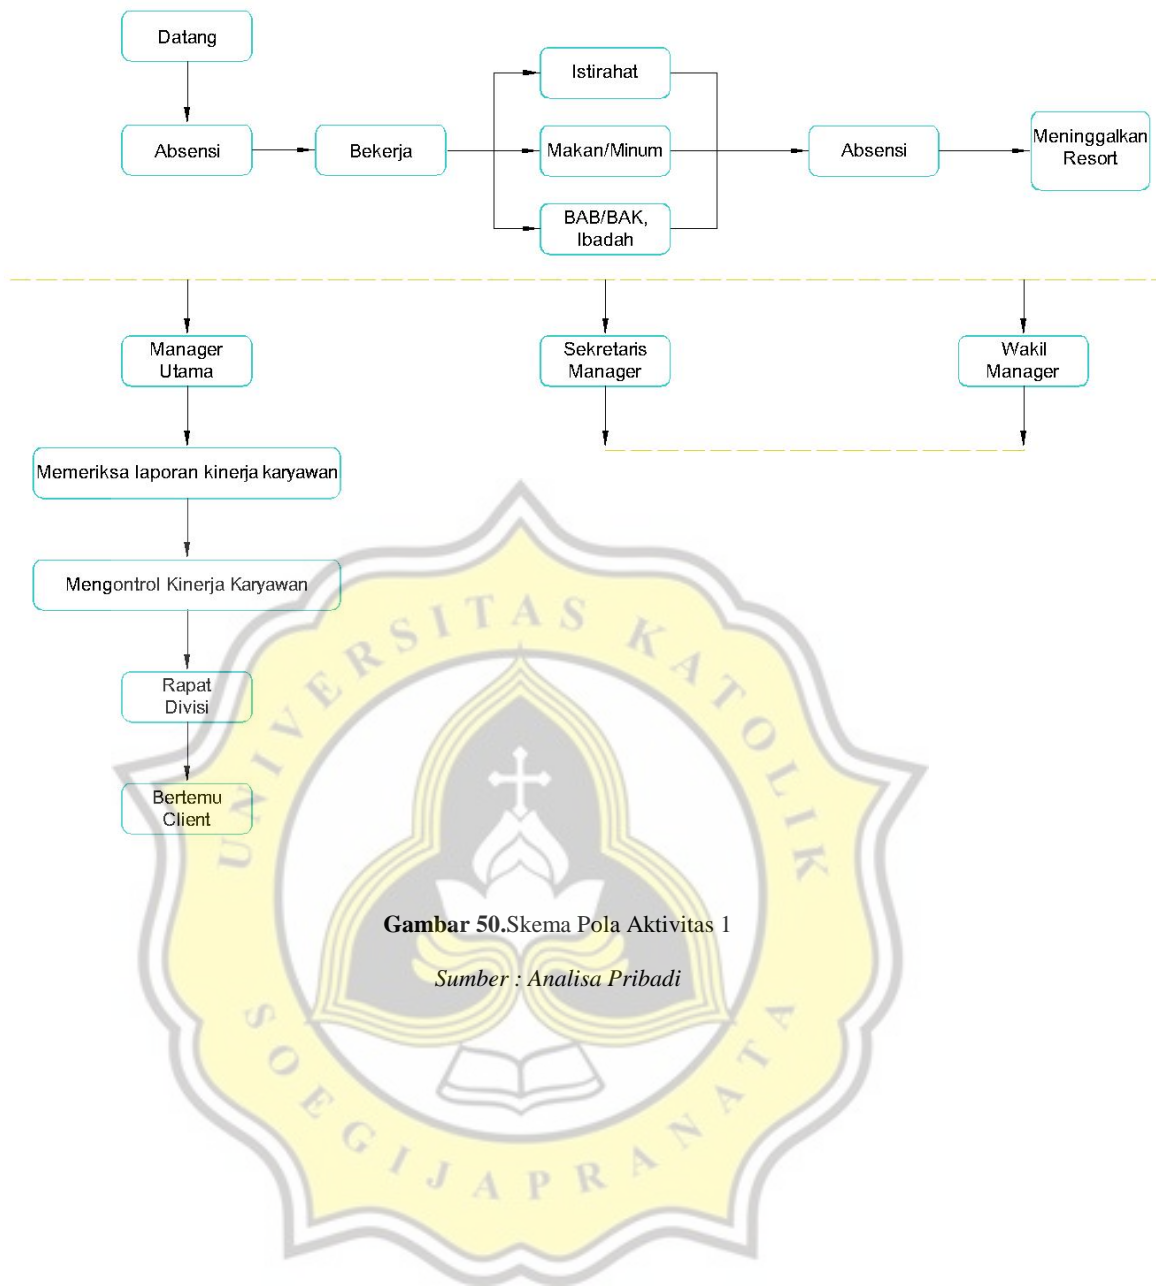 Datang
Istirahat
Absensi
Bekerja
Makan/Minum
Absensi
Meninggalkan
Resort
BAB/BAK,
Ibadah
Manager
Utama
Sekretaris
Manager
Wakil
Manager
Memeriksa laporan kinerja karyawan
Mengontrol Kinerja Karyawan
Rapat
Divisi
Bertemu
Client
UNIVERSITAS KATOLIK
Gambar 50.Skema Pola Aktivitas 1
Sumber : Analisa Pribadi
SOEGIJAPRANATA